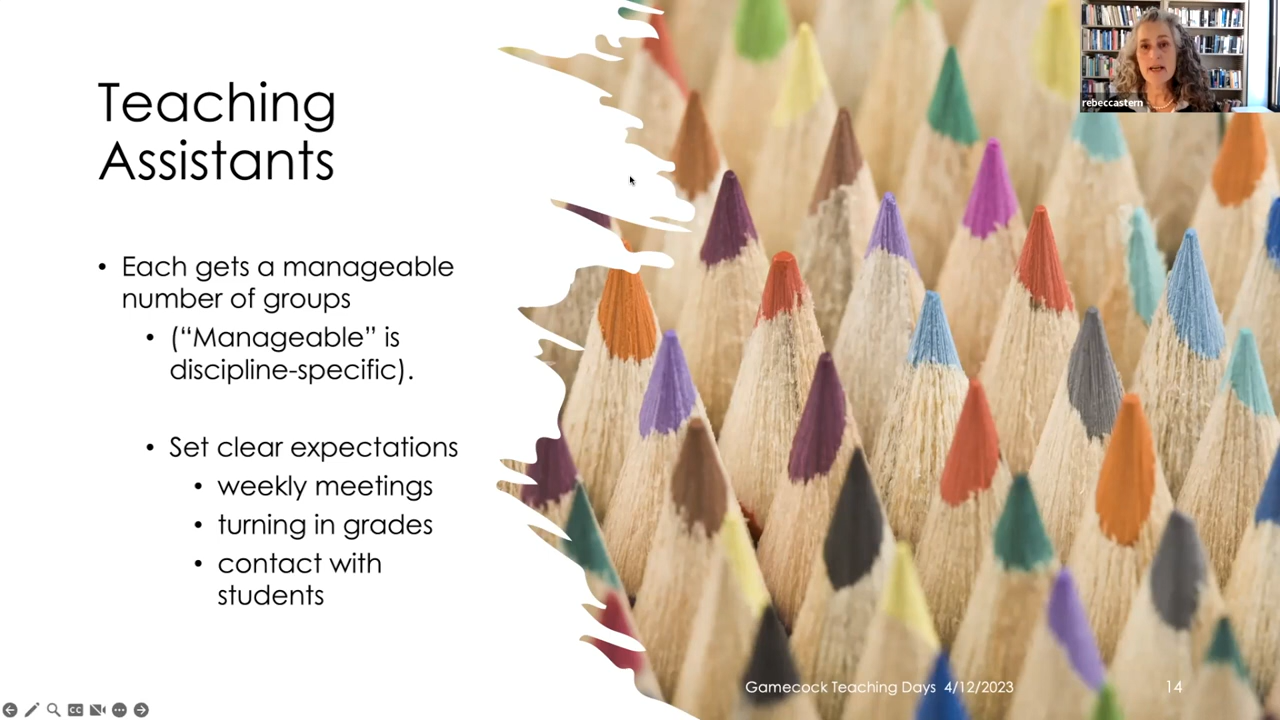 Teaching
Assistants
• Each gets a manageable
number of groups
• (“Manageable” is
discipline-specific).
• Set clear expectations
• weekly meetings
• turning in grades
• contact with
students
rebeccastern
Gamecock Teaching Days 4/12/2023
14
CC